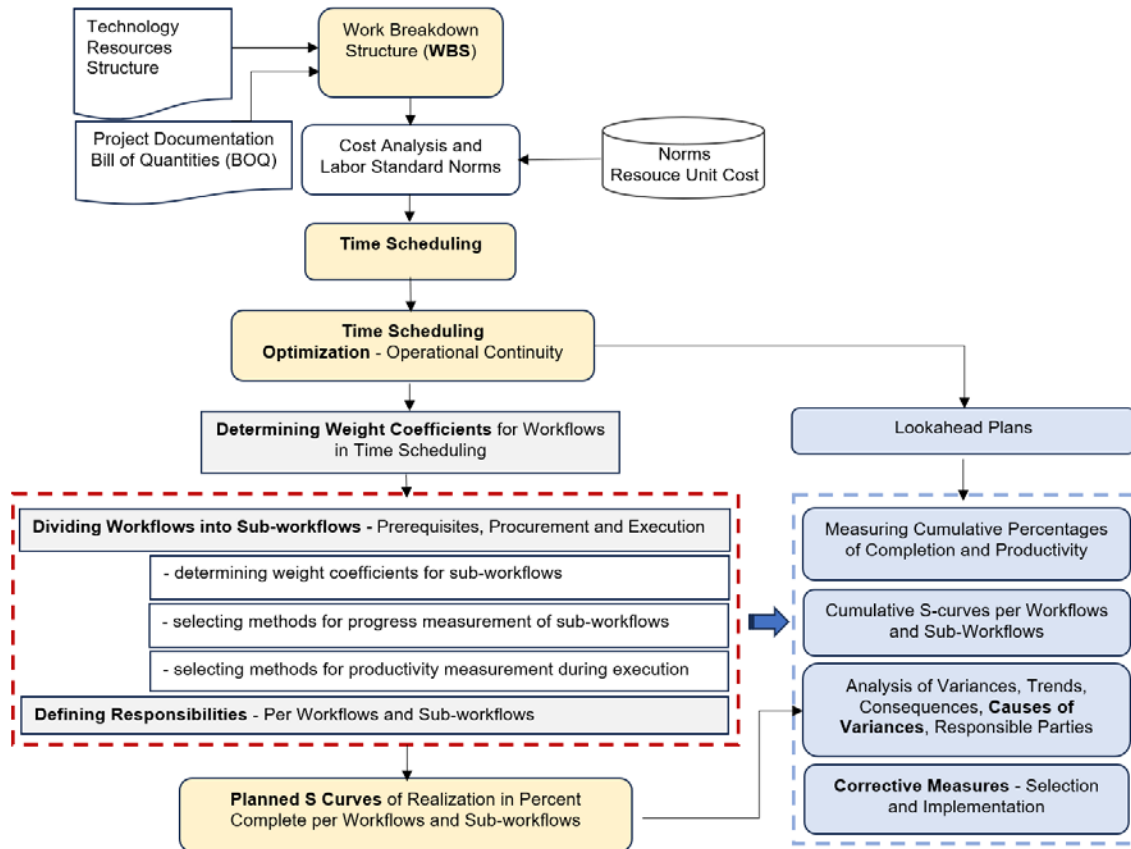 Technology
Resources
Structure
Work Breakdown
Structure (WBS)
Project Documentation
Bill of Quantities (BOQ)
Cost Analysis and
Labor Standard Norms
Norms
Resouce Unit Cost
Time Scheduling
Time Scheduling
Optimization - Operational Continuity
Determining Weight Coefficients for Workflows
in Time Scheduling
Lookahead Plans
Dividing Workflows into Sub-workflows - Prerequisites, Procurement and Execution
- determining weight coefficients for sub-workflows
- selecting methods for progress measurement of sub-workflows
- selecting methods for productivity measurement during execution
Defining Responsibilities - Per Workflows and Sub-workflows
Measuring Cumulative Percentages
of Completion and Productivity
Cumulative S-curves per Workflows
and Sub-Workflows
Analysis of Variances, Trends,
Consequences, Causes of
Variances, Responsible Parties
Corrective Measures - Selection
and Implementation
Planned S Curves of Realization in Percent
Complete per Workflows and Sub-workflows